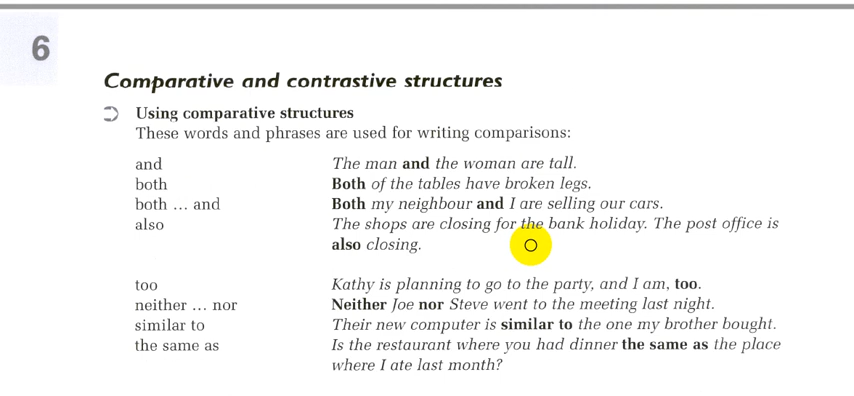 6
Comparative and contrastive structures
Using comparative structures
These words and phrases are used for writing comparisons:
and The man and the woman are tall.
both Both of the tables have broken legs.
both ... and Both my neighbour and I are selling our cars.
also The shops are closing for the bank holiday. The post office is
also closing.
too Kathy is planning to go to the party, and I am, too.
neither ... nor Neither Joe nor Steve went to the meeting last night.
similar to Their new computer is similar to the one my brother bought.
the same as Is the restaurant where you had dinner the same as the place
where I ate last month?